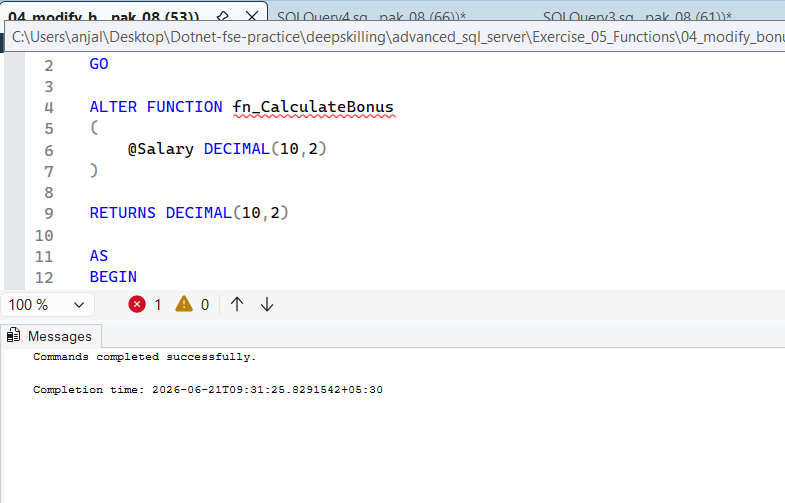 04_modify_b...nak_08 (53))
SQLQuery4.sq...nak_08 (66))*
SQLQuery3.sq...nak_08 (61))*
C:\Users\anjal\Desktop\Dotnet-fse-practice\deepskilling\advanced_sql_server\Exercise_05_Functions\04_modify_bonu
2 GO
3
4 ALTER FUNCTION fn_CalculateBonus
5 (
6 @Salary DECIMAL(10,2)
7 )
8
9 RETURNS DECIMAL(10,2)
10
11 AS
12 BEGIN
100 % 1 0
Messages
Commands completed successfully.
Completion time: 2026-06-21T09:31:25.8291542+05:30